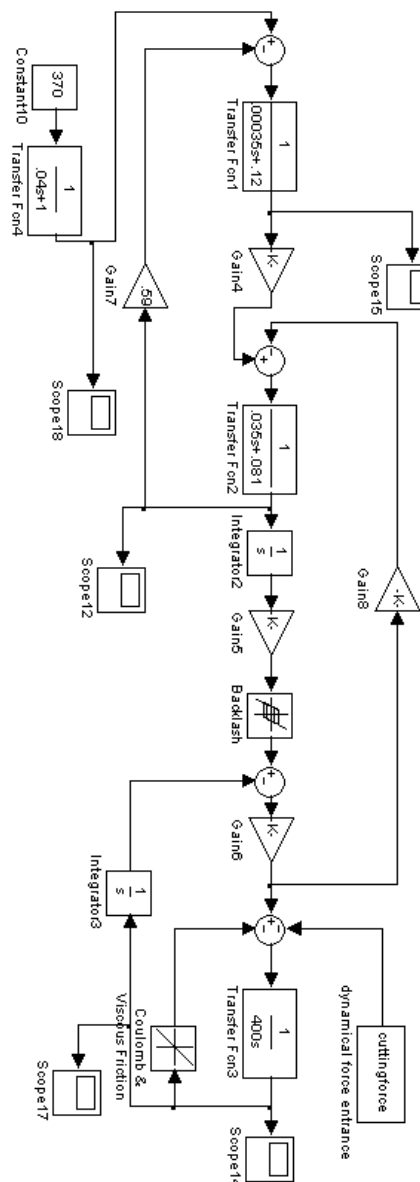 Scope15
-K-
Gain8
cuttingforce
dynamical force entrance
1
.00035s+.12
Transfer Fcn1
K-
Gain4
1
.035s+.081
Transfer Fcn2
1
s
Integrator2
K-
Gain5
Backlash
K-
Gain6
1
400s
Transfer Fcn3
Scope14
.59
Gain7
Scope12
1
s
Integrator3
Coulomb &
Viscous Friction
Scope17
370
Constant10
1
.04s+1
Transfer Fcn4
Scope18